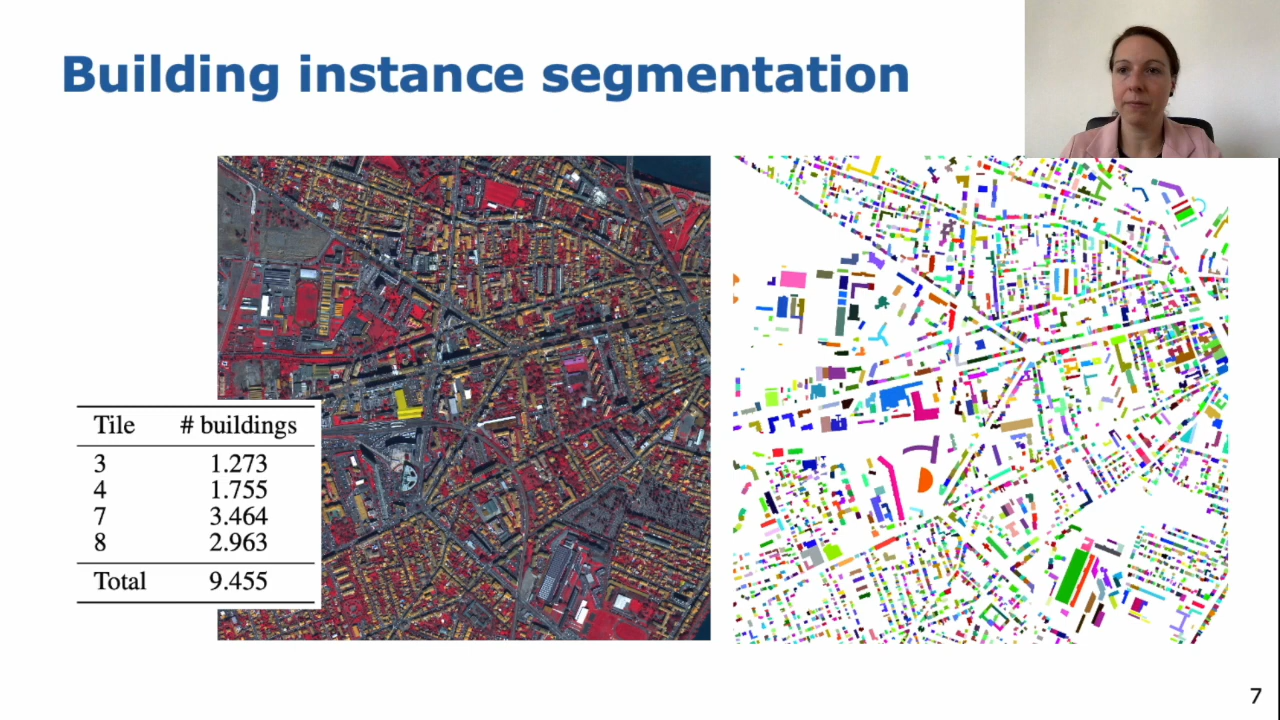 Building instance segmentation
Tile # buildings
3 1.273
4 1.755
7 3.464
8 2.963
Total 9.455
7